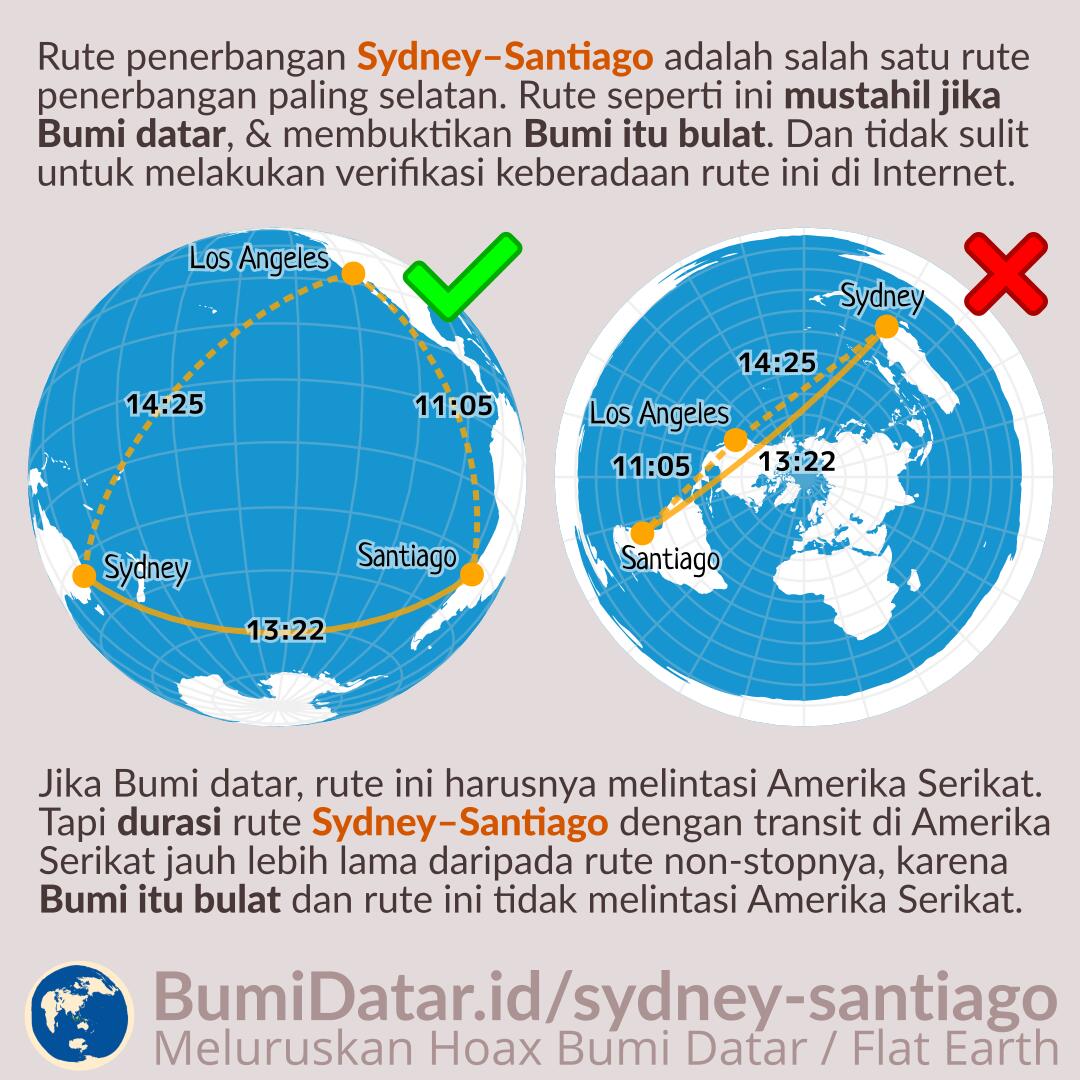 Rute penerbangan Sydney–Santiago adalah salah satu rute
penerbangan paling selatan. Rute seperti ini mustahil jika
Bumi datar, & membuktikan Bumi itu bulat. Dan tidak sulit
untuk melakukan verifikasi keberadaan rute ini di Internet.
Los Angeles
14:25
11:05
Sydney
Santiago
13:22
Sydney
14:25
Los Angeles
11:05
13:22
Santiago
Jika Bumi datar, rute ini harusnya melintasi Amerika Serikat.
Tapi durasi rute Sydney–Santiago dengan transit di Amerika
Serikat jauh lebih lama daripada rute non-stopnya, karena
Bumi itu bulat dan rute ini tidak melintasi Amerika Serikat.
BumiDatar.id/sydney-santiago
Meluruskan Hoax Bumi Datar / Flat Earth